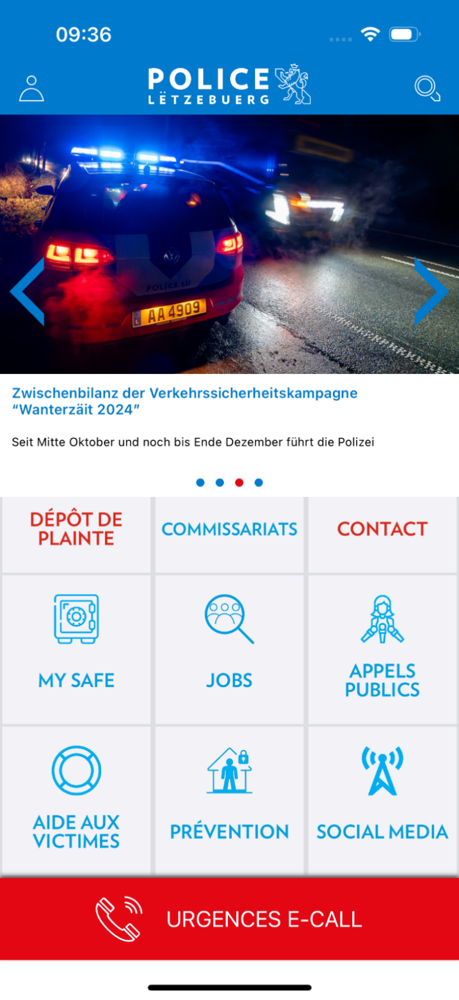 09:36
POLICE
LËTZEBUERG
POLICE.LU
L
AA 4909
Zwischenbilanz der Verkehrssicherheitskampagne
“Wanterzäit 2024”
Seit Mitte Oktober und noch bis Ende Dezember führt die Polizei
DÉPÔT DE
PLAINTE
COMMISSARIATS
CONTACT
MY SAFE
JOBS
APPELS
PUBLICS
AIDE AUX
VICTIMES
PRÉVENTION
SOCIAL MEDIA
URGENCES E-CALL